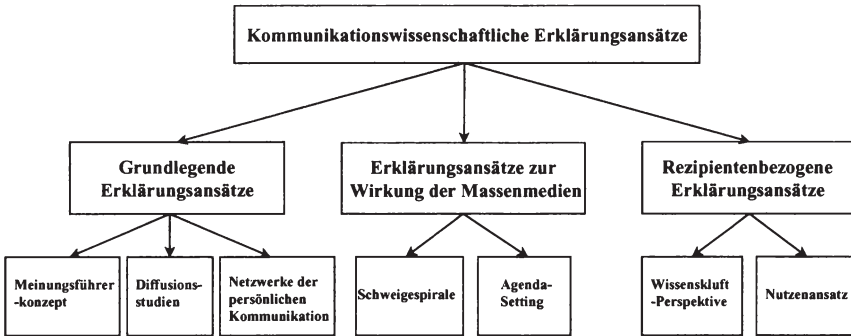 Kommunikationswissenschaftliche Erklärungsansätze
Grundlegende
Erklärungsansätze
Erklärungsansätze zur
Wirkung der Massenmedien
Rezipientenbezogene
Erklärungsansätze
Meinungsführer
-konzept
Diffusions-
studien
Netzwerke der
persönlichen
Kommunikation
Schweigespirale
Agenda-
Setting
Wissenskluft
-Perspektive
Nutzenansatz